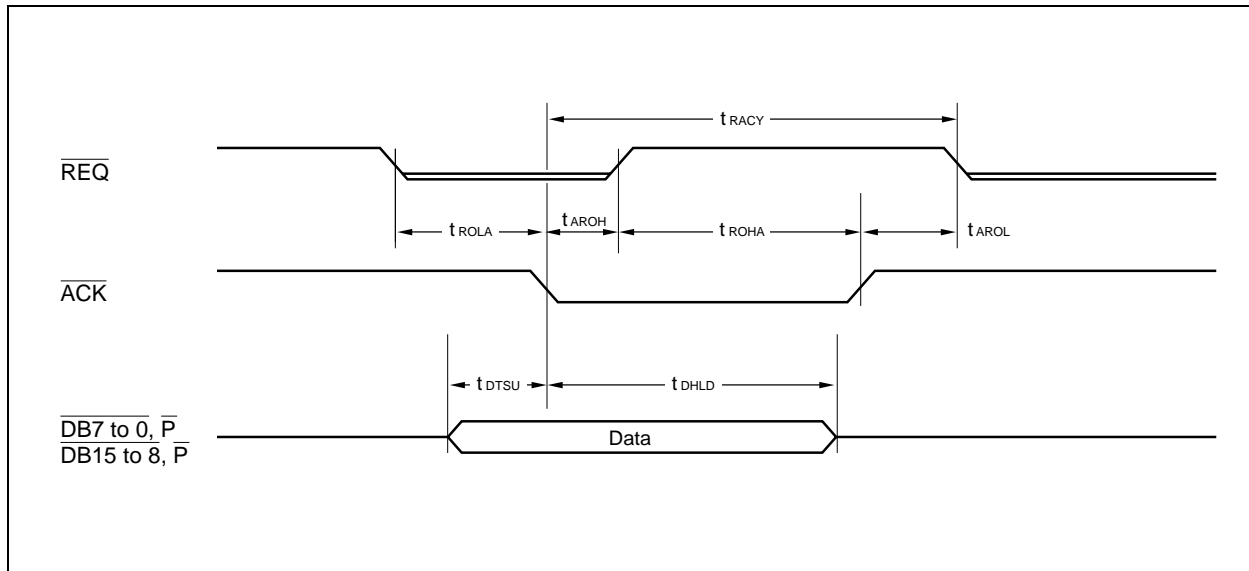 t RACY
REQ
t ROLA
t AROH
t ROHA
t AROL
ACK
t DTSU
t DHLD
DB7 to 0, P
DB15 to 8, P
Data